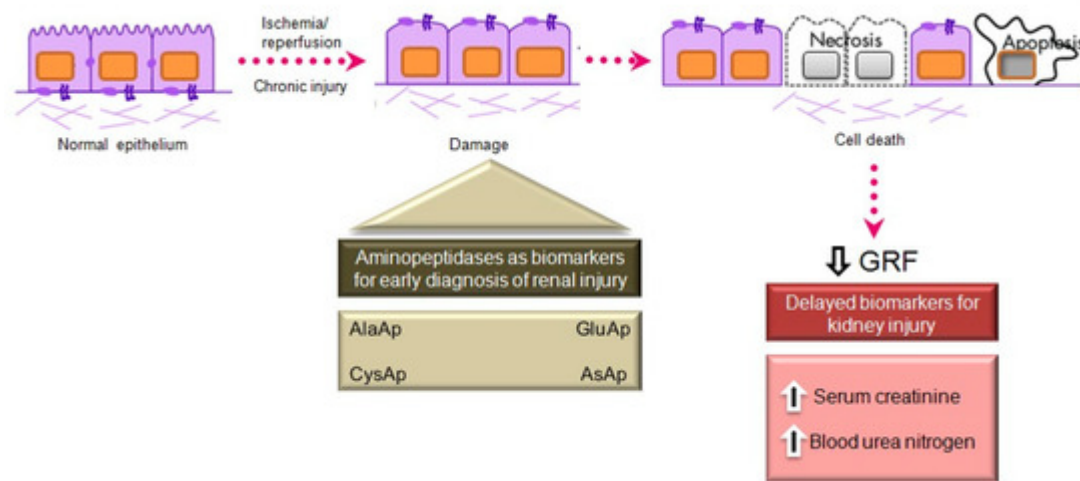 Ischemia/
reperfusion
Chronic injury
Normal epithelium
Damage
Necrosis
Apoplosis
Cell death
Aminopeptidases as biomarkers
for early diagnosis of renal injury
AlaAp GluAp
CysAp AsAp
GRF
Delayed biomarkers for
kidney injury
Serum creatinine
Blood urea nitrogen